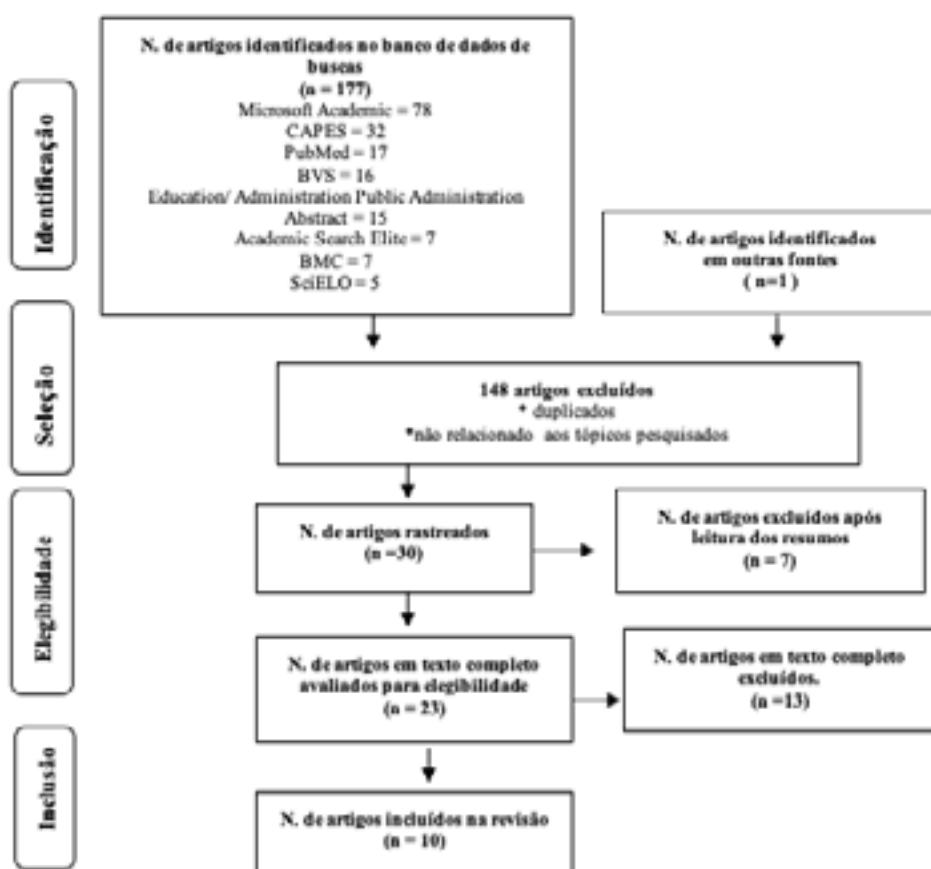 Identificação
N. de artigos identificados no banco de dados de
buscas
(n = 177)
Microsoft Academic = 78
CAPES = 32
PubMed = 17
BVS = 16
Education/ Administration Public Administration
Abstract = 15
Academic Search Elite = 7
BMC = 7
SciELO = 5
N. de artigos identificados
em outras fontes
( n=1 )
Seleção
148 artigos excluídos
* duplicados
*não relacionado aos tópicos pesquisados
Elegibilidade
N. de artigos rastreados
(n =30)
N. de artigos excluídos após
leitura dos resumos
(n = 7)
N. de artigos em texto completo
avaliados para elegibilidade
(n = 23)
N. de artigos em texto completo
excluídos.
(n =13)
Inclusão
N. de artigos incluídos na revisão
(n = 10)